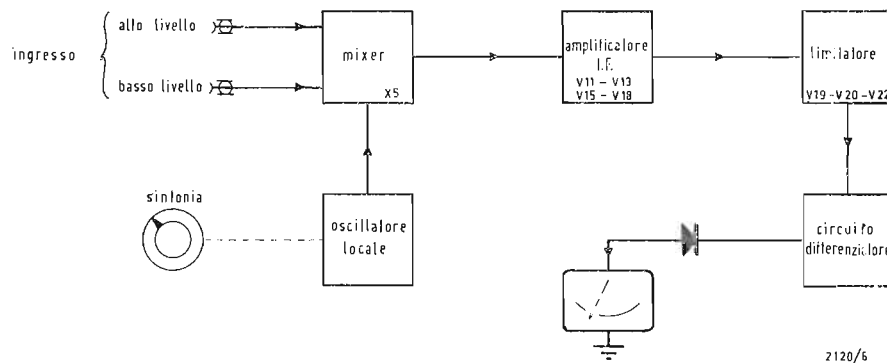 ingresso
alto livello
basso livello
mixer
X5
amplificatore
I.F.
V11 - V13
V15 - V18
limitatore
V19 - V20 - V22
sintonia
oscillatore
locale
circuito
differenziatore
2120/6